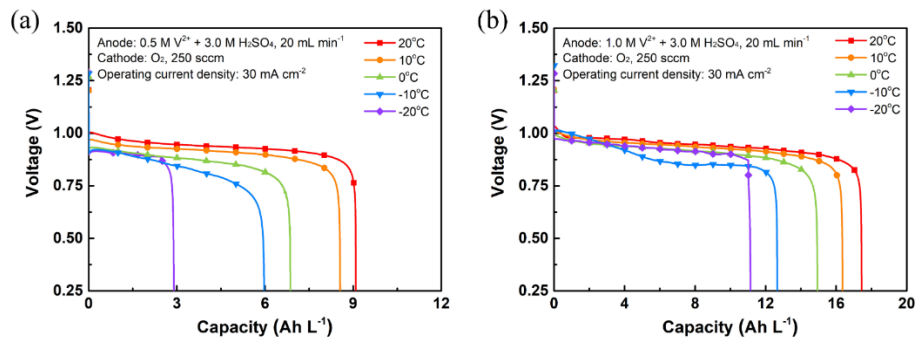 (a)
Anode: 0.5 M V²⁺ + 3.0 M H₂SO₄, 20 mL min⁻¹
Cathode: O₂, 250 sccm
Operating current density: 30 mA cm⁻²
20°C
10°C
0°C
-10°C
-20°C
1.50
1.25
1.00
0.75
0.50
0.25
Voltage (V)
0 3 6 9 12
Capacity (Ah L⁻¹)
(b)
Anode: 1.0 M V²⁺ + 3.0 M H₂SO₄, 20 mL min⁻¹
Cathode: O₂, 250 sccm
Operating current density: 30 mA cm⁻²
20°C
10°C
0°C
-10°C
-20°C
1.50
1.25
1.00
0.75
0.50
0.25
Voltage (V)
0 4 8 12 16 20
Capacity (Ah L⁻¹)